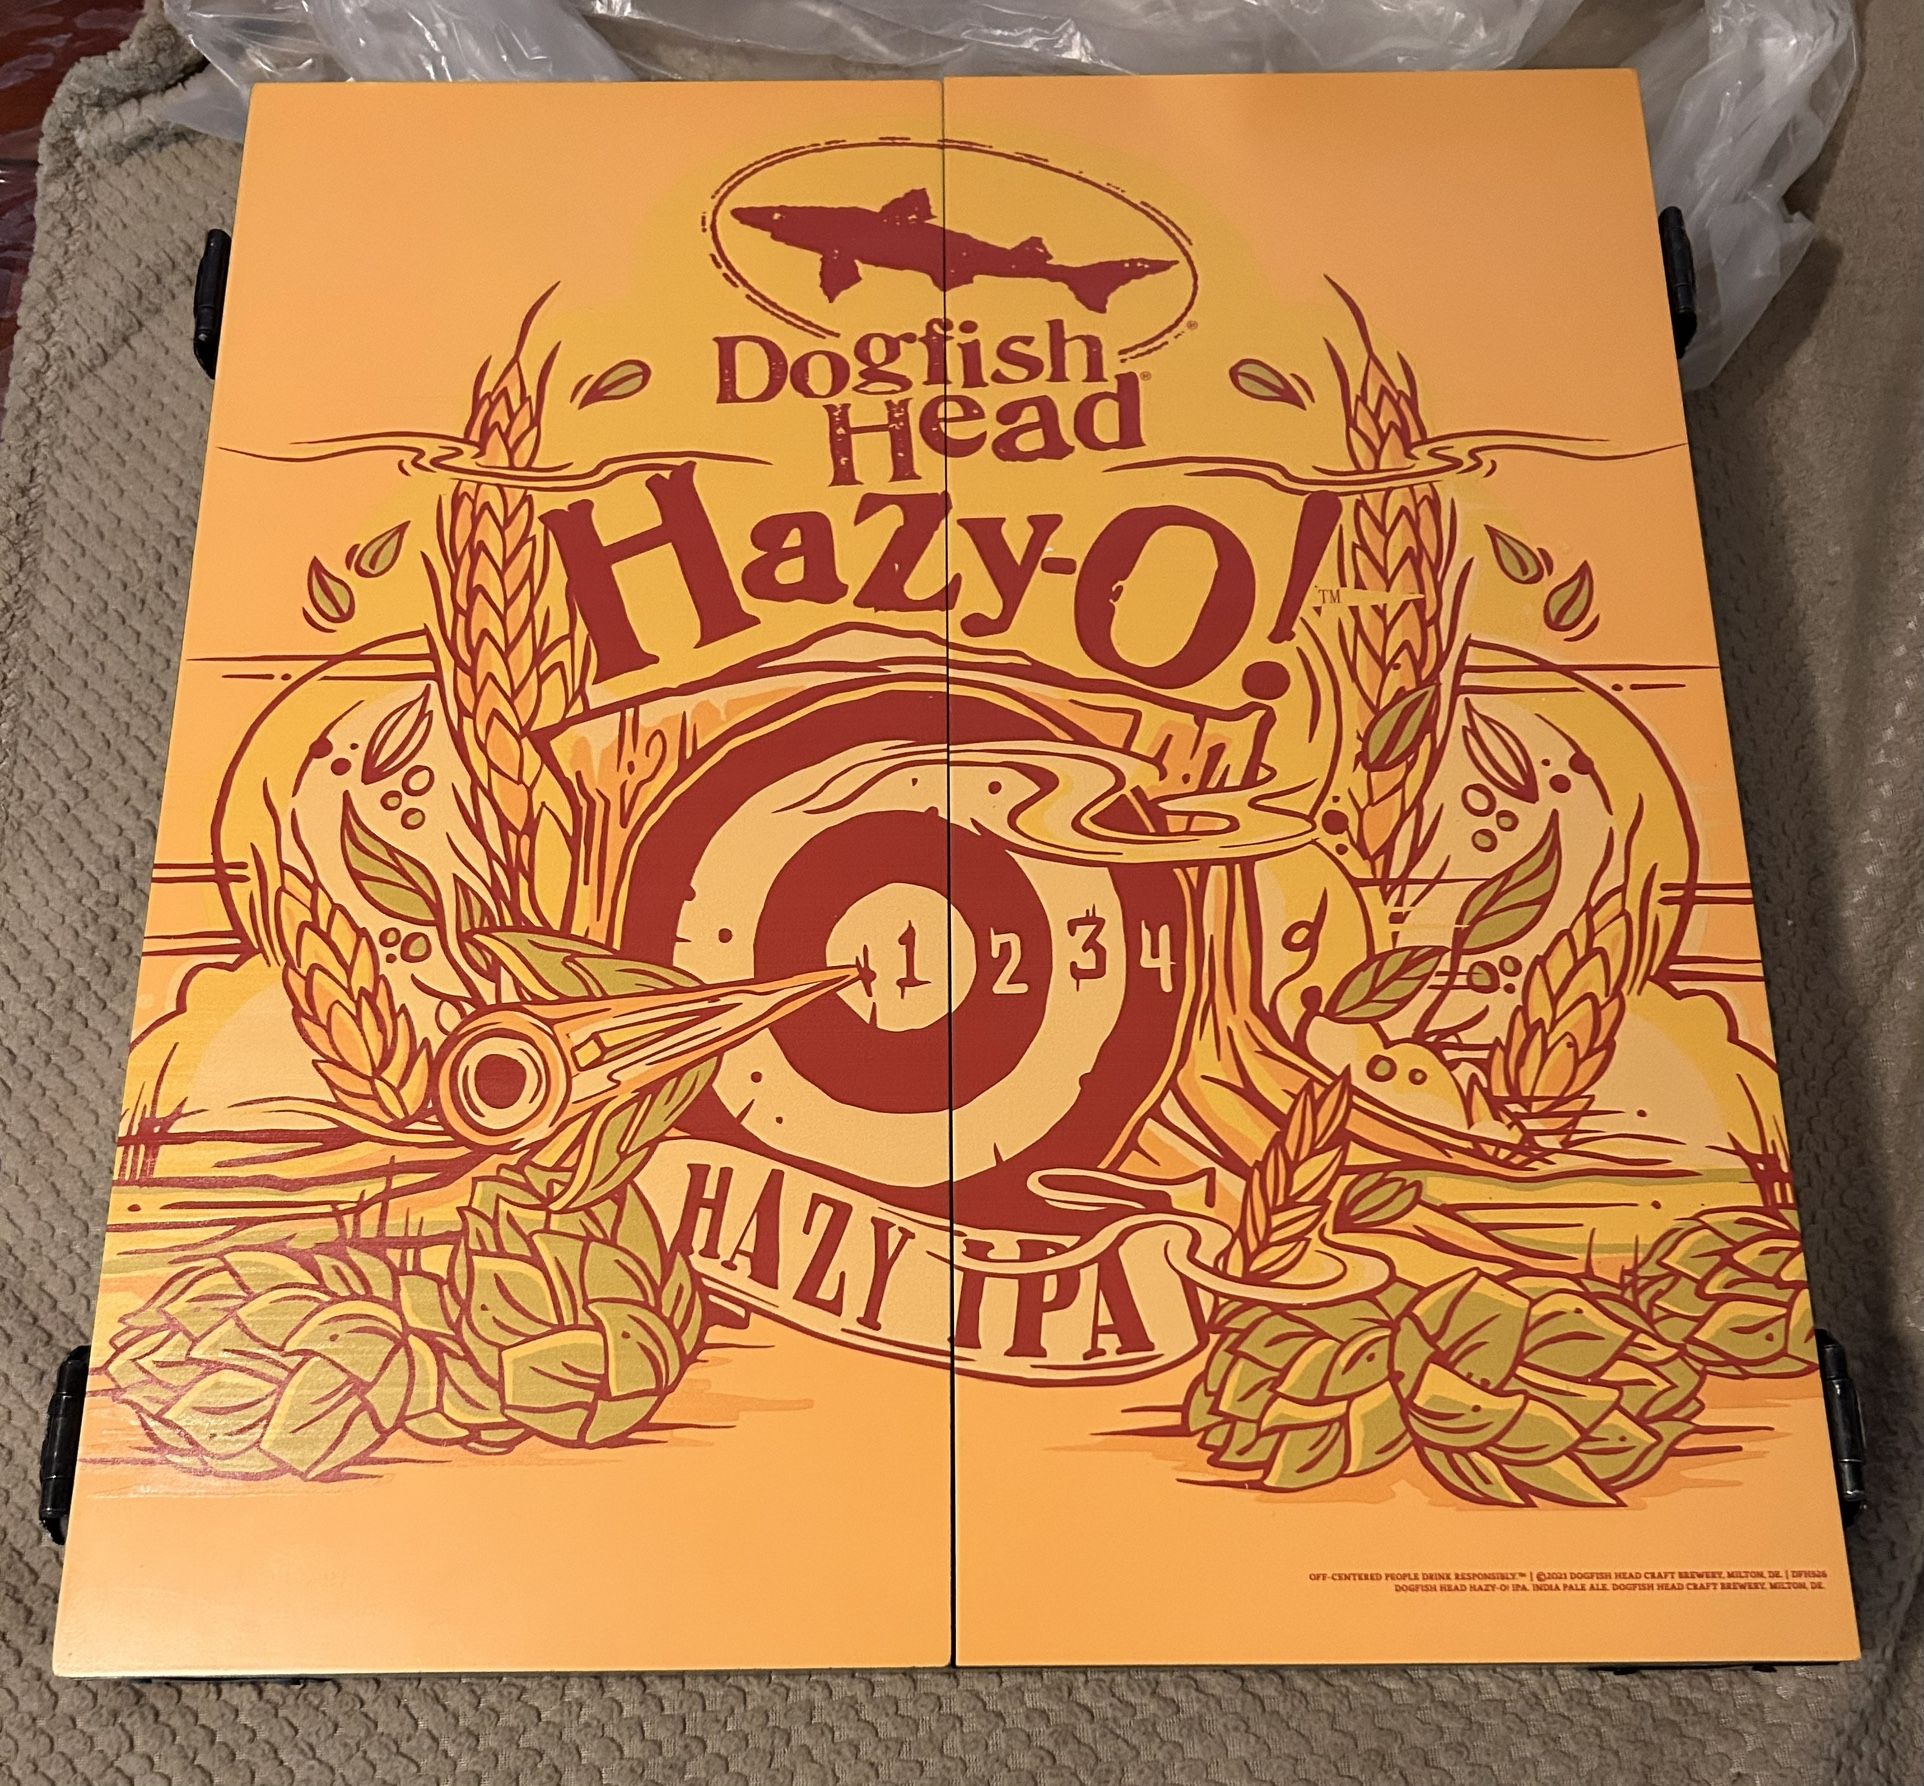 Dogfish
Head
HaZy-O!™
1 2 3 4
HAZY IPA
OFF-CENTERED PEOPLE DRINK RESPONSIBLY.™ | ©2021 DOGFISH HEAD CRAFT BREWERY, MILTON, DE. | DFH526
DOGFISH HEAD HAZY-O! IPA. INDIA PALE ALE. DOGFISH HEAD CRAFT BREWERY, MILTON, DE.